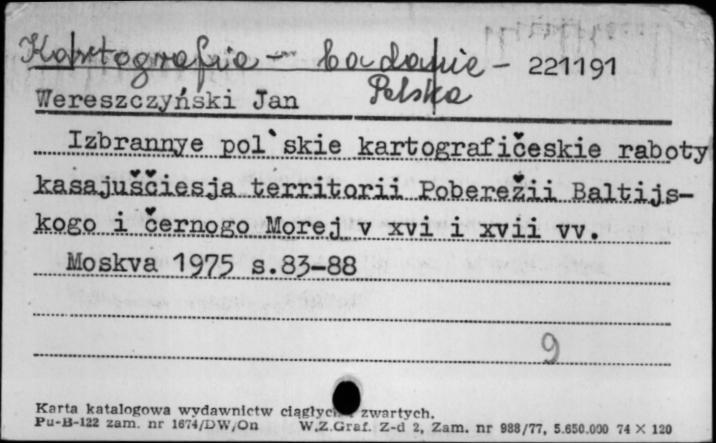 Kartografia - badanie - 221191
Polska
Wereszczyński Jan
Izbrannye pol`skie kartografičeskie raboty
kasajuščiesja territorii Poberežii Baltijs-
kogo i černogo Morej v xvi i xvii vv.
Moskva 1975 s.83-88
9
Karta katalogowa wydawnictw ciągłych i zwartych.
Pu-B-122 zam. nr 1674/DW/On W.Z.Graf. Z-d 2, Zam. nr 988/77, 5.650.000 74 X 120